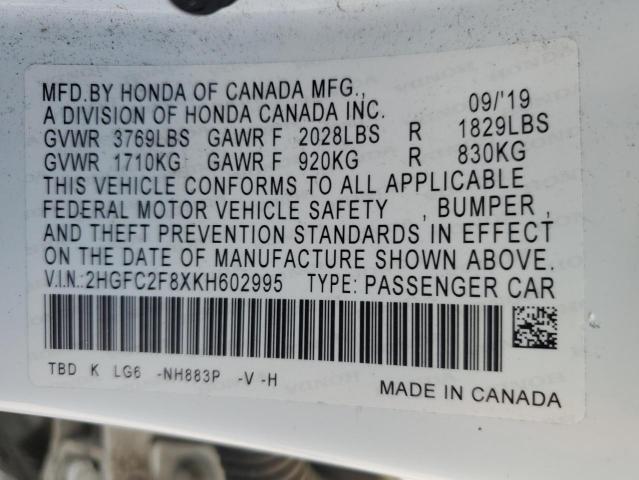 MFD.BY HONDA OF CANADA MFG., 09/'19
A DIVISION OF HONDA CANADA INC.
GVWR 3769LBS GAWR F 2028LBS R 1829LBS
GVWR 1710KG GAWR F 920KG R 830KG
THIS VEHICLE CONFORMS TO ALL APPLICABLE
FEDERAL MOTOR VEHICLE SAFETY , BUMPER ,
AND THEFT PREVENTION STANDARDS IN EFFECT
ON THE DATE OF MANUFACTURE SHOWN ABOVE.
V.I.N.:2HGFC2F8XKH602995 TYPE: PASSENGER CAR
TBD K LG6 -NH883P -V -H
MADE IN CANADA